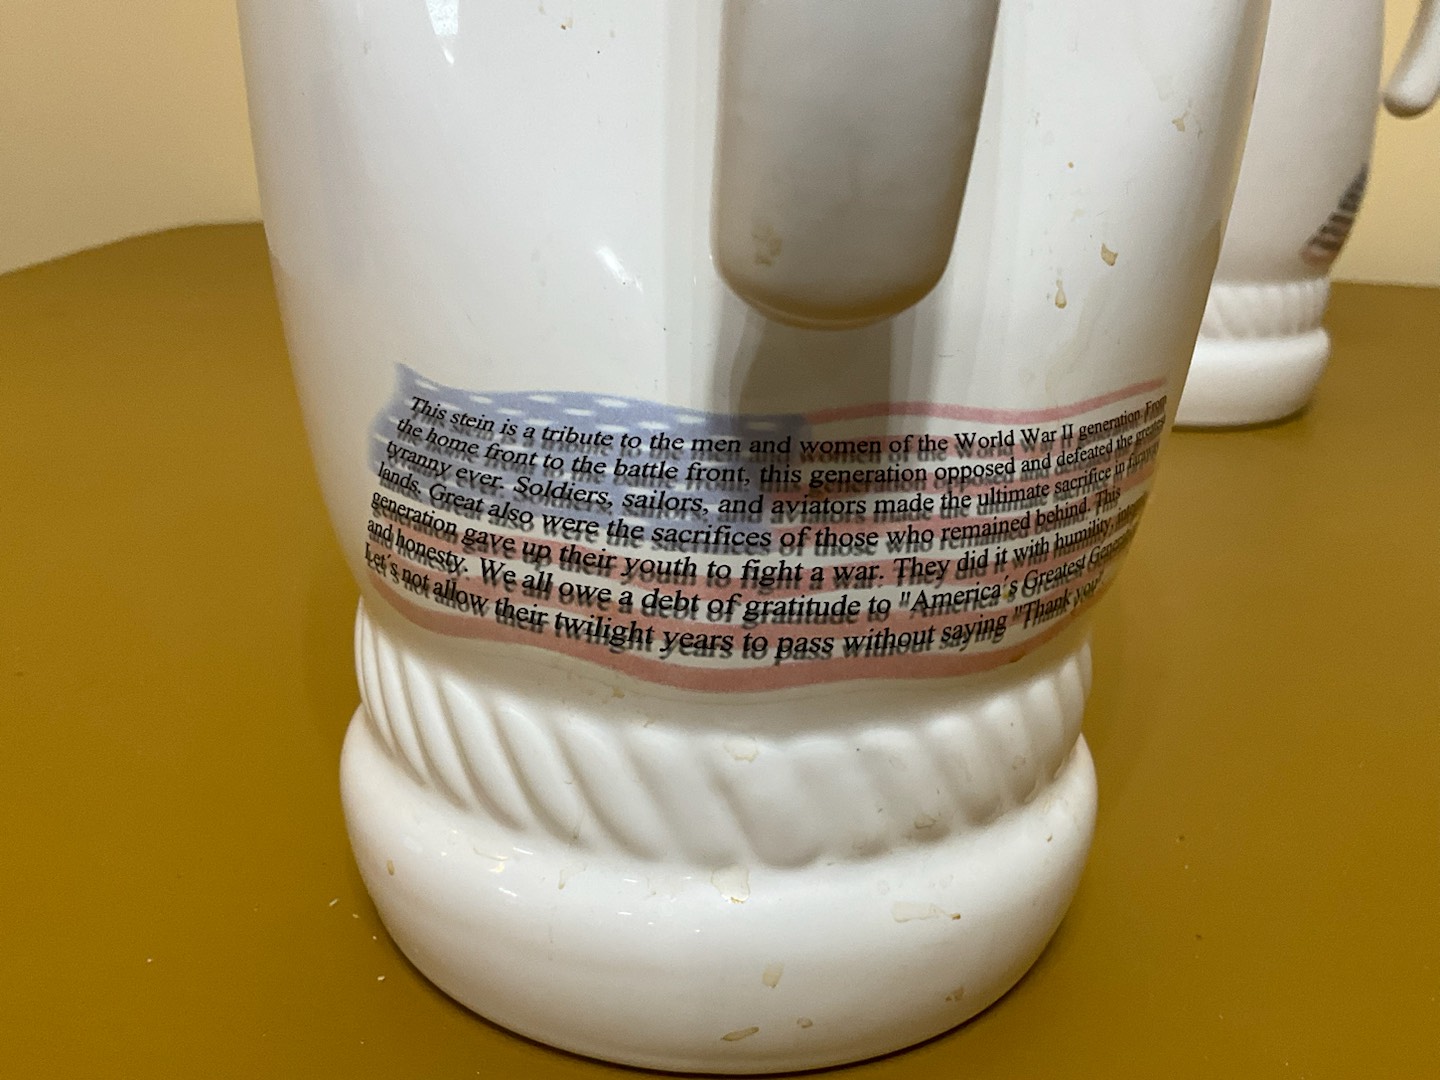 This stein is a tribute to the men and women of the World War II generation From
the home front to the battle front, this generation opposed and defeated the greatest
tyranny ever. Soldiers, sailors, and aviators made the ultimate sacrifice in faraway
lands. Great also were the sacrifices of those who remained behind. This
generation gave up their youth to fight a war. They did it with humility,
and honesty. We all owe a debt of gratitude to "America's Greatest
Let's not allow their twilight years to pass without saying "Thank you"